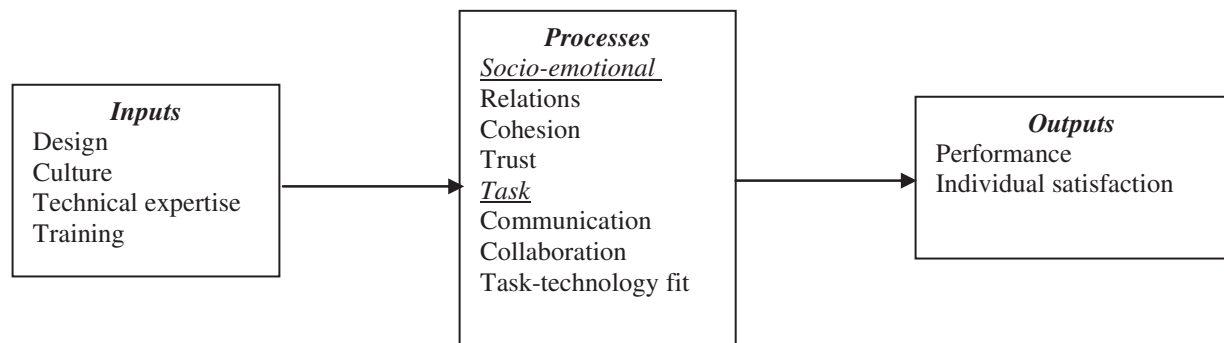 Inputs
Design
Culture
Technical expertise
Training
Processes
Socio-emotional
Relations
Cohesion
Trust
Task
Communication
Collaboration
Task-technology fit
Outputs
Performance
Individual satisfaction